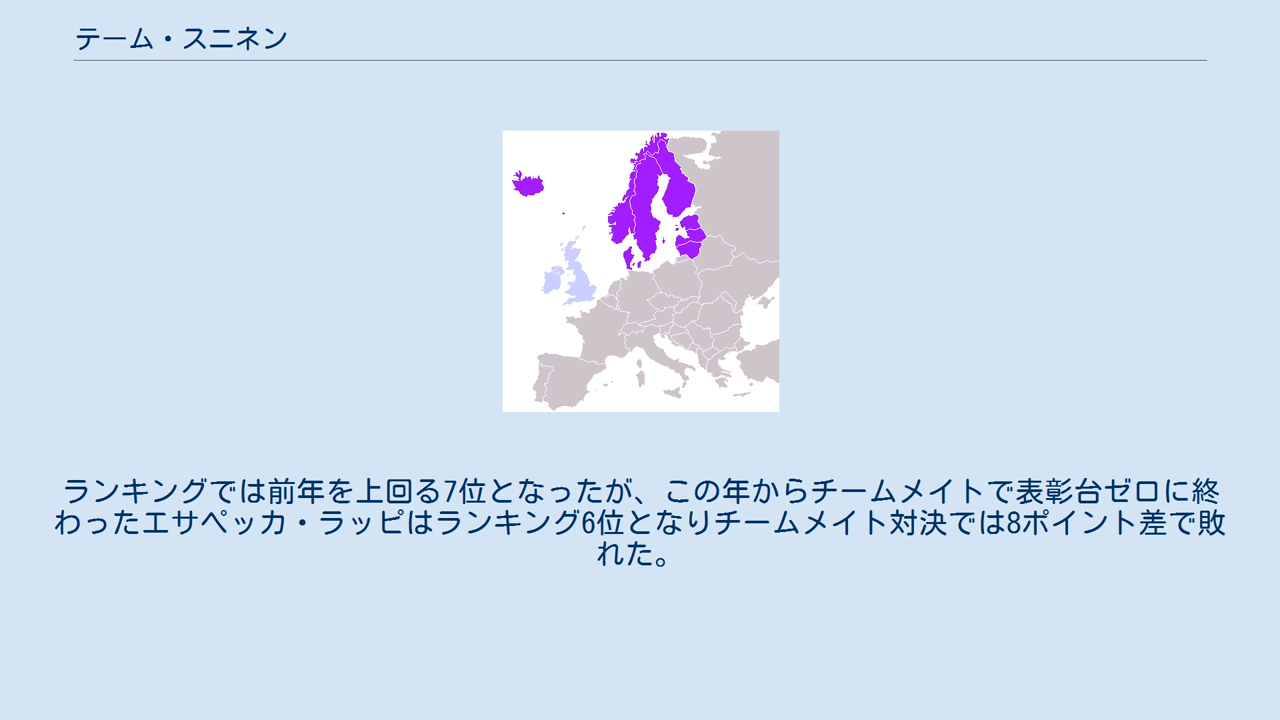 テーム・スニネン
ランキングでは前年を上回る7位となったが、この年からチームメイトで表彰台ゼロに終
わったエサペッカ・ラッピはランキング6位となりチームメイト対決では8ポイント差で敗
れた。